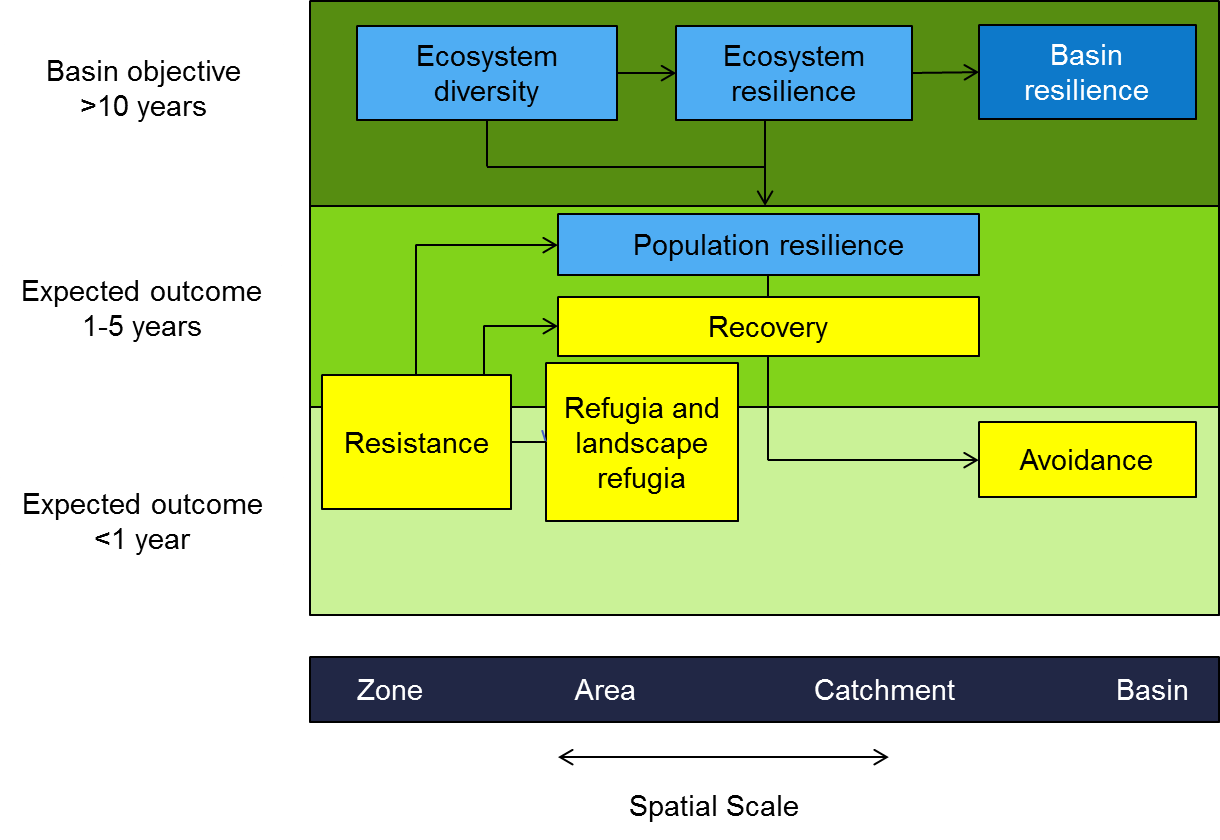 Basin objective
>10 years
Ecosystem
diversity
Ecosystem
resilience
Basin
resilience
Expected outcome
1-5 years
Population resilience
Recovery
Resistance
Refugia and
landscape
refugia
Avoidance
Expected outcome
<1 year
Zone Area Catchment Basin
Spatial Scale